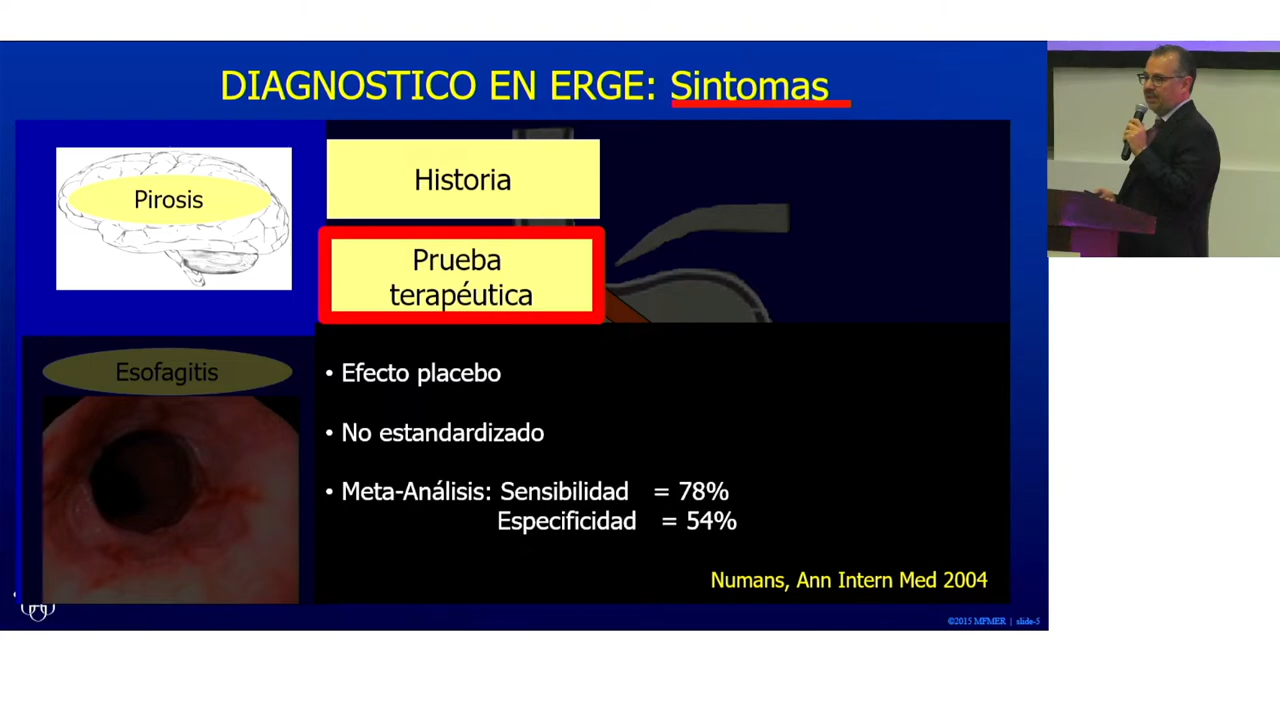 DIAGNOSTICO EN ERGE: Sintomas
Pirosis
Historia
Prueba
terapéutica
Esofagitis
• Efecto placebo
• No estandardizado
• Meta-Análisis: Sensibilidad = 78%
Especificidad = 54%
Numans, Ann Intern Med 2004
©2015 MFMER | slide-5